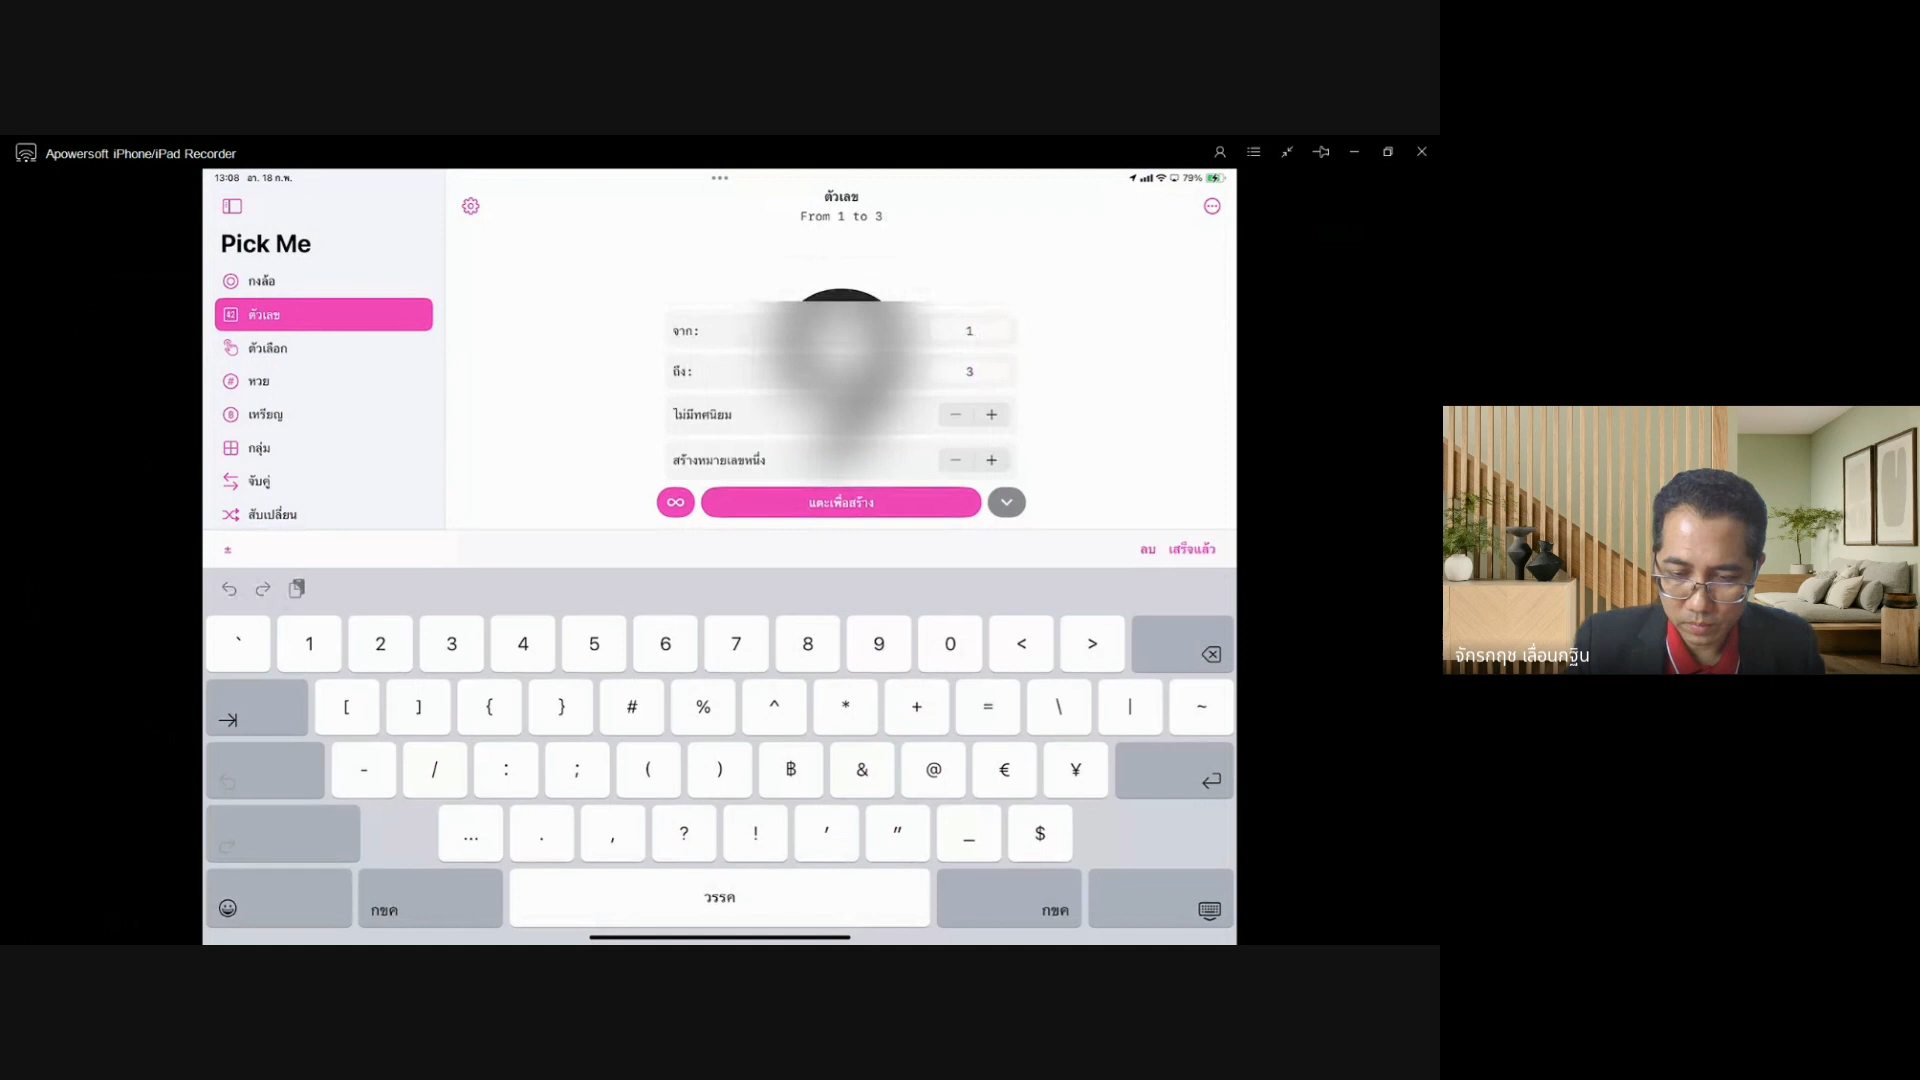 Apowersoft iPhone/iPad Recorder
13:08 อา. 18 ก.พ.
79%
ตัวเลข
From 1 to 3
Pick Me
กงล้อ
42 ตัวเลข
ตัวเลือก
# หวย
เหรียญ
กลุ่ม
จับคู่
สับเปลี่ยน
จาก: 1
ถึง: 3
ไม่มีทศนิยม − +
สร้างหมายเลขหนึ่ง − +
แตะเพื่อสร้าง
± ลบ เสร็จแล้ว
` 1 2 3 4 5 6 7 8 9 0 < >
[ ] { } # % ^ * + = \ | ~
- / : ; ( ) ฿ & @ € ¥
... . , ? ! ' " _ $
กขค วรรค กขค
จักรกฤช เลื่อนกฐิน